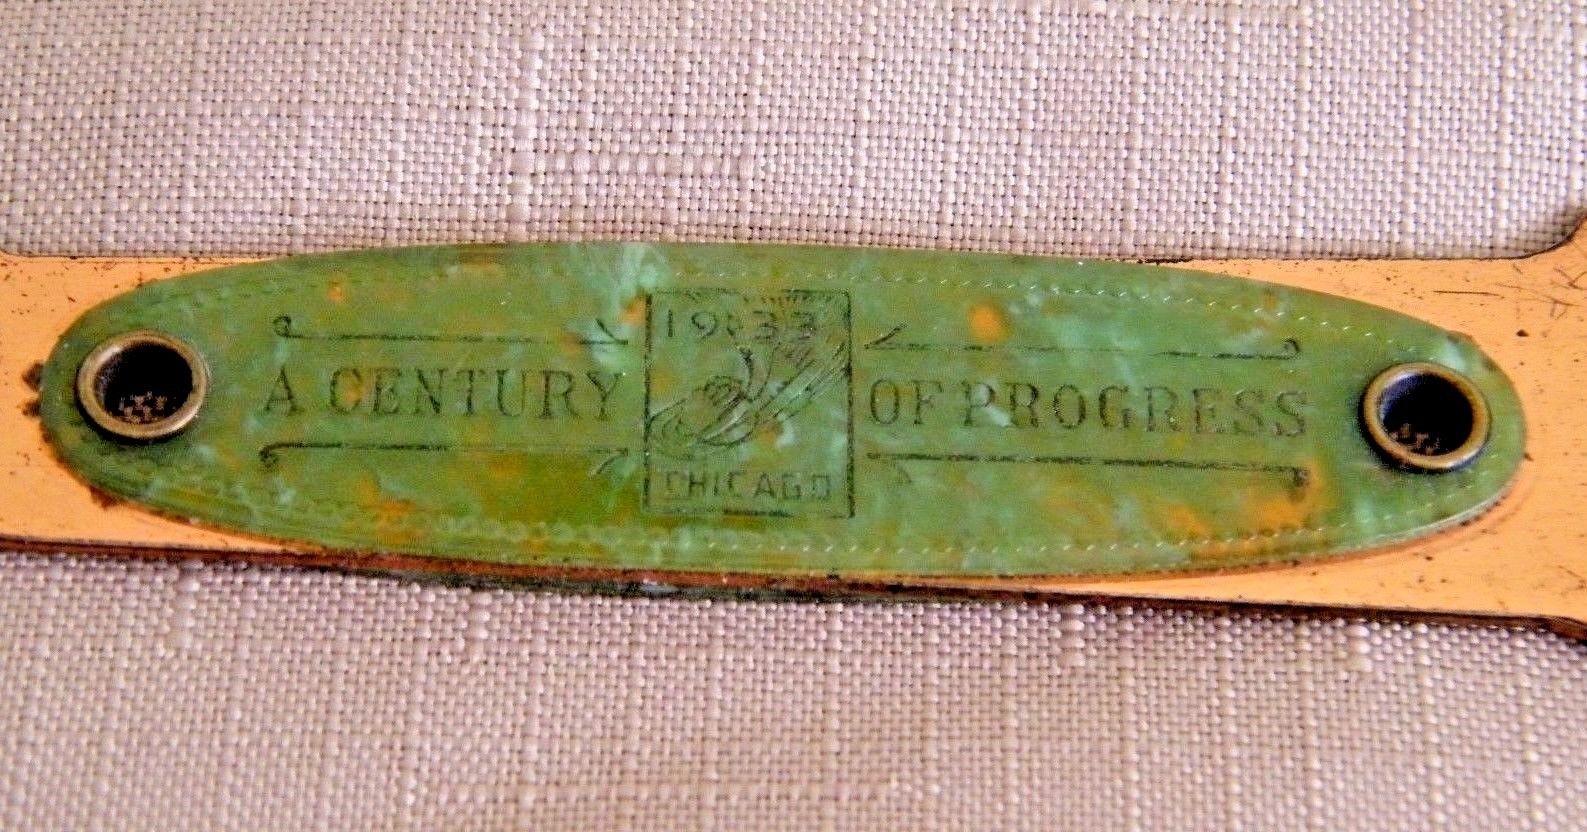 1933
A CENTURY OF PROGRESS
CHICAGO